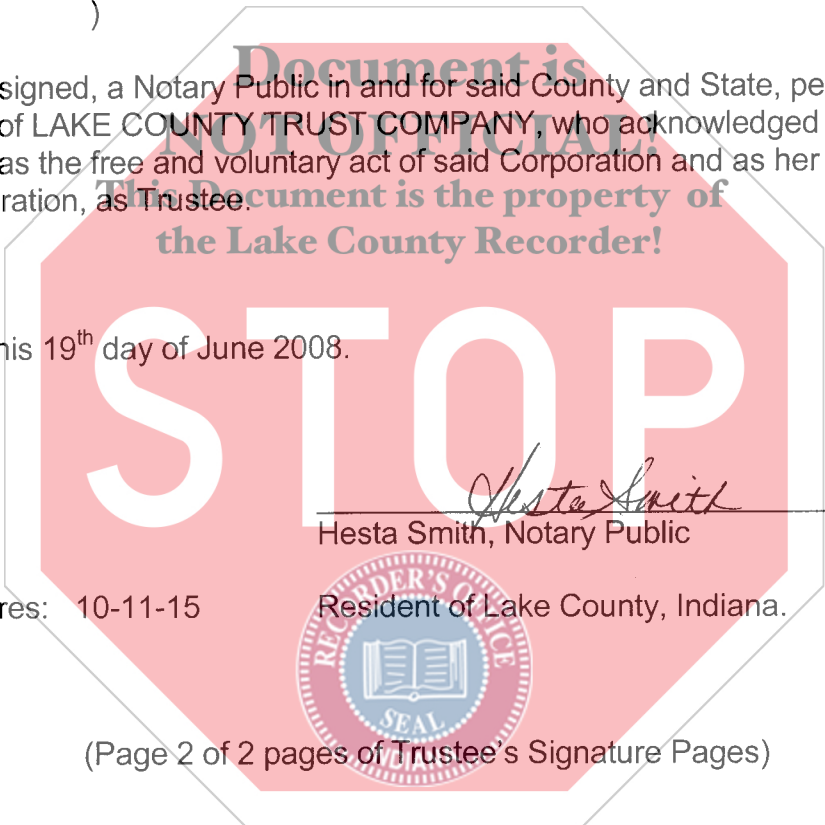 )
Document is
signed, a Notary Public in and for said County and State, pe
of LAKE COUNTY TRUST COMPANY, who acknowledged
NOT OFFICIAL!
as the free and voluntary act of said Corporation and as her
ration, as Trustee.
This Document is the property of
the Lake County Recorder!
his 19th day of June 2008.
STOP
Hesta Smith
Hesta Smith, Notary Public
res: 10-11-15
Resident of Lake County, Indiana.
RECORDER'S OFFICE
SEAL
INDIANA
(Page 2 of 2 pages of Trustee's Signature Pages)